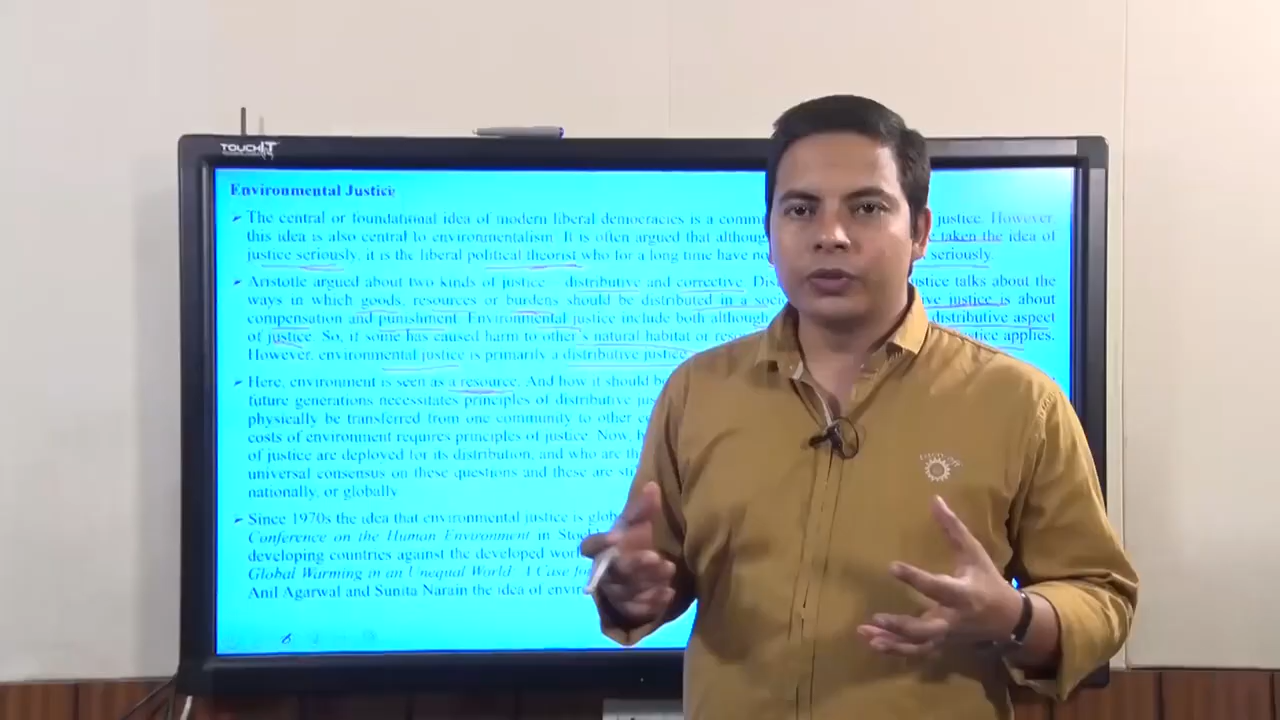 TOUCHIT
Environmental Justice
The central or foundational idea of modern liberal democracies is a justice. However,
this idea is also central to environmentalism. It is often argued that taken the idea of
justice seriously, it is the liberal political theorist who for a long time have seriously.
Aristotle argued about two kinds of justice distributive and corrective. talks about the
ways in which goods, resources or burdens should be distributed in a justice is about
compensation and punishment. Environmental justice include both although distributive aspect
of justice. So, if some has caused harm to other's natural habitat or applies.
However, environmental justice is primarily a distributive justice
Here, environment is seen as a resource. And how it should be
future generations necessitates principles of distributive
physically be transferred from one community to other
costs of environment requires principles of justice. Now,
of justice are deployed for its distribution, and who are
universal consensus on these questions and these are
nationally, or globally
Since 1970s the idea that environmental justice is
Conference on the Human Environment in
developing countries against the developed
Global Warming in an Unequal World A Case
Anil Agarwal and Sunita Narain the idea of